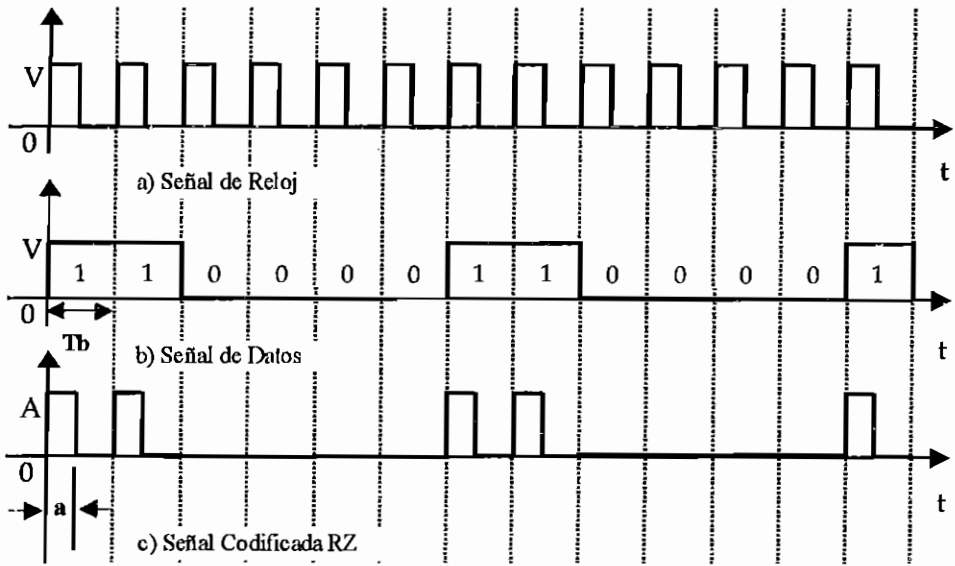 V
0
t
a) Señal de Reloj
V
1 1 0 0 0 0 1 1 0 0 0 0 1
0
Tb
t
b) Señal de Datos
A
0
t
a
c) Señal Codificada RZ